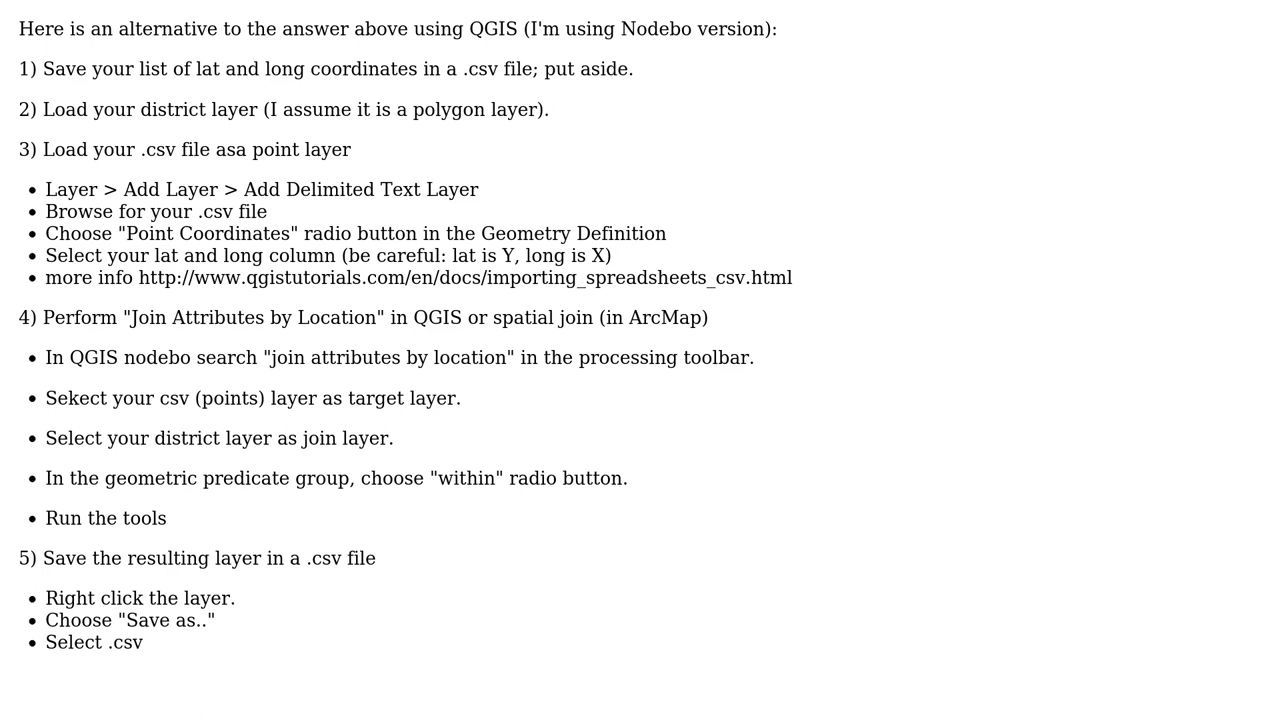 Here is an alternative to the answer above using QGIS (I'm using Nodebo version):
1) Save your list of lat and long coordinates in a .csv file; put aside.
2) Load your district layer (I assume it is a polygon layer).
3) Load your .csv file asa point layer
• Layer > Add Layer > Add Delimited Text Layer
• Browse for your .csv file
• Choose "Point Coordinates" radio button in the Geometry Definition
• Select your lat and long column (be careful: lat is Y, long is X)
• more info http://www.qgistutorials.com/en/docs/importing_spreadsheets_csv.html
4) Perform "Join Attributes by Location" in QGIS or spatial join (in ArcMap)
• In QGIS nodebo search "join attributes by location" in the processing toolbar.
• Sekect your csv (points) layer as target layer.
• Select your district layer as join layer.
• In the geometric predicate group, choose "within" radio button.
• Run the tools
5) Save the resulting layer in a .csv file
• Right click the layer.
• Choose "Save as.."
• Select .csv